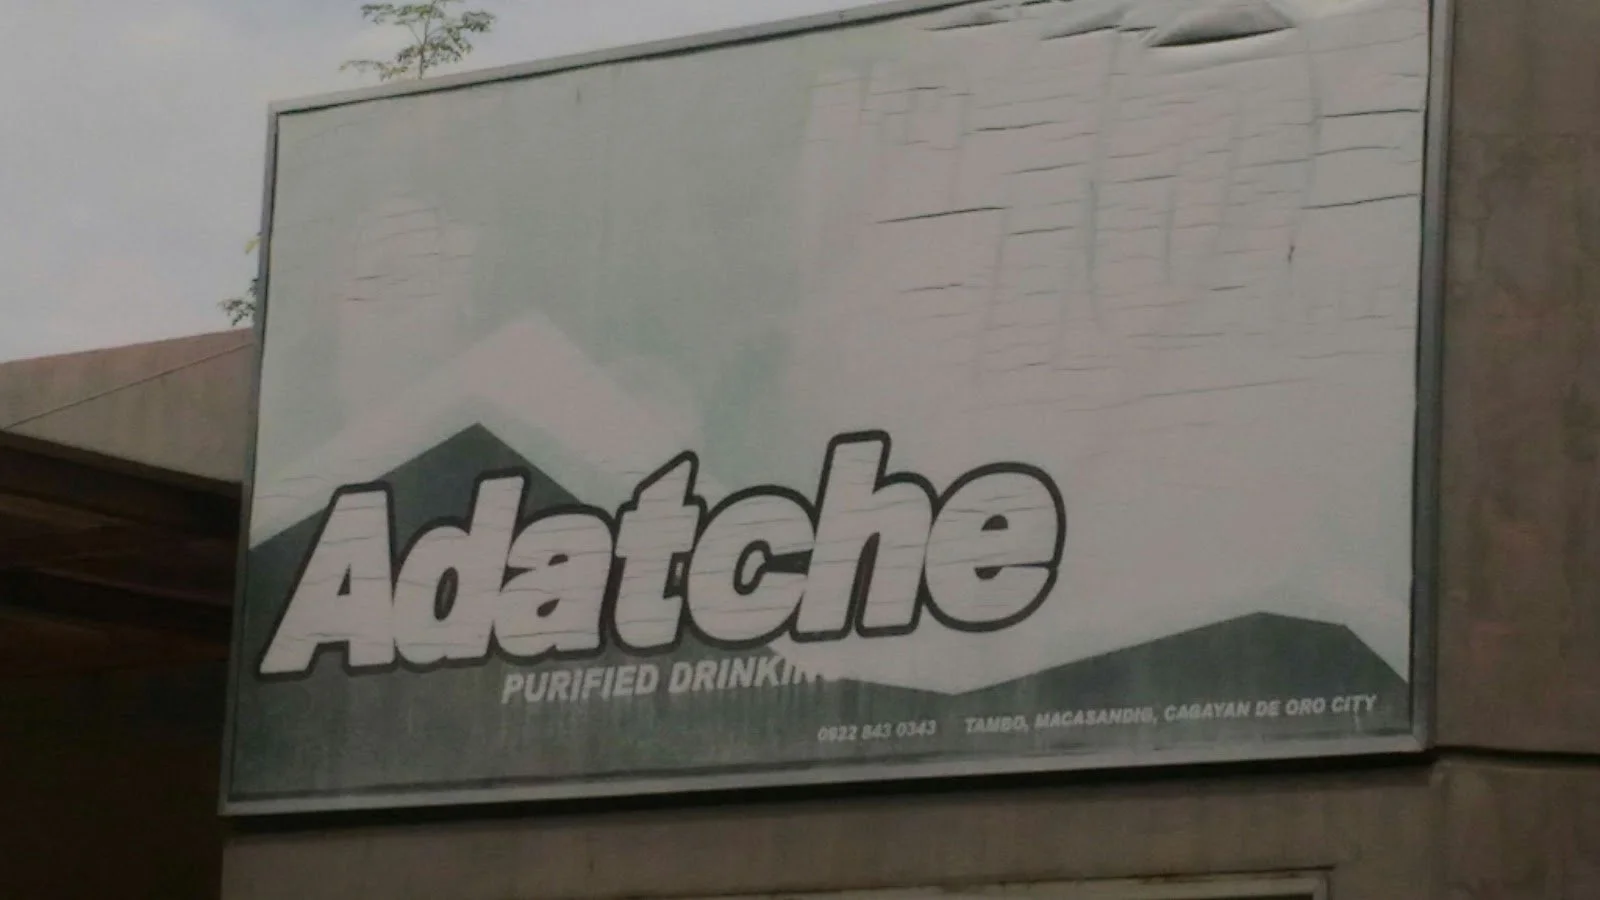 Adatche
PURIFIED DRINKIN
0922 843 0343 TAMBO, MACASANDIG, CAGAYAN DE ORO CITY